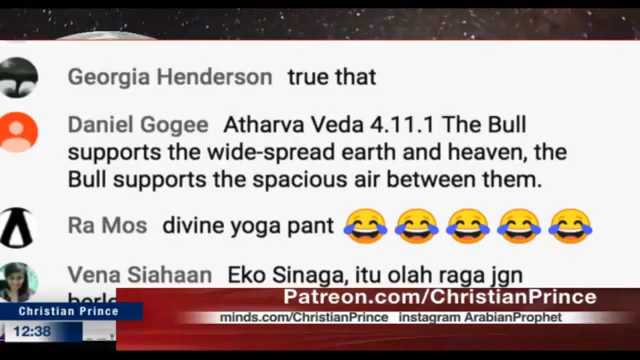 Georgia Henderson true that
Daniel Gogee Atharva Veda 4.11.1 The Bull
supports the wide-spread earth and heaven, the
Bull supports the spacious air between them.
Ra Mos divine yoga pant 😂😂😂😂😂
Vena Siahaan Eko Sinaga, itu olah raga jgn
Patreon.com/ChristianPrince
Christian Prince
minds.com/ChristianPrince instagram ArabianProphet
12:38